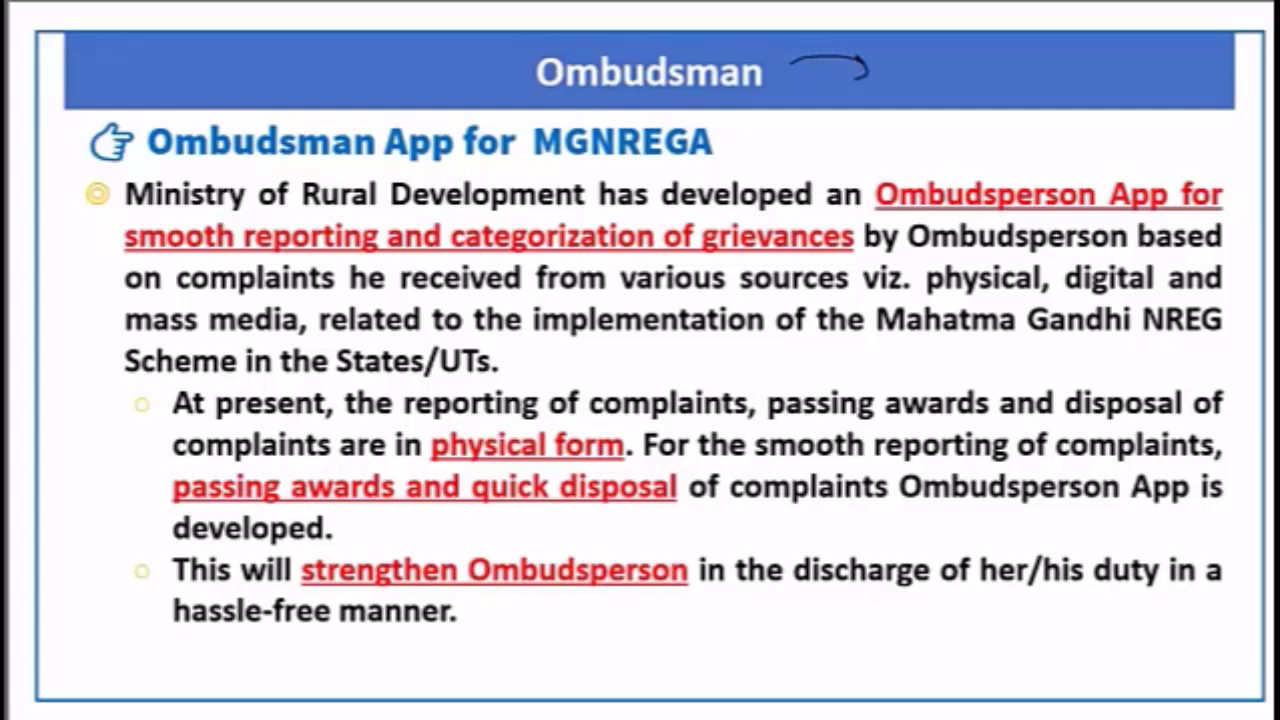 Ombudsman
Ombudsman App for MGNREGA
Ministry of Rural Development has developed an Ombudsperson App for
smooth reporting and categorization of grievances by Ombudsperson based
on complaints he received from various sources viz. physical, digital and
mass media, related to the implementation of the Mahatma Gandhi NREG
Scheme in the States/UTs.
At present, the reporting of complaints, passing awards and disposal of
complaints are in physical form. For the smooth reporting of complaints,
passing awards and quick disposal of complaints Ombudsperson App is
developed.
This will strengthen Ombudsperson in the discharge of her/his duty in a
hassle-free manner.